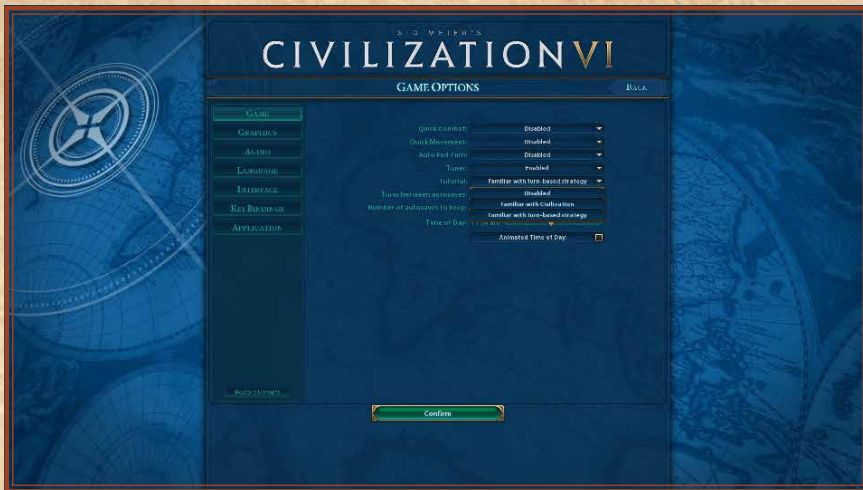 SID MEIER'S
CIVILIZATION VI
GAME OPTIONS
BACK
GAME
GRAPHICS
AUDIO
LANGUAGE
INTERFACE
KEY BINDINGS
APPLICATION
Quick Combat: Disabled
Quick Movement: Disabled
Auto End Turn: Disabled
Tuner: Enabled
Tutorial: Familiar with turn-based strategy
Turns between autosaves: Disabled
Number of autosaves to keep: Familiar with Civilization
Familiar with turn-based strategy
Time of Day:
Animated Time of Day:
Confirm